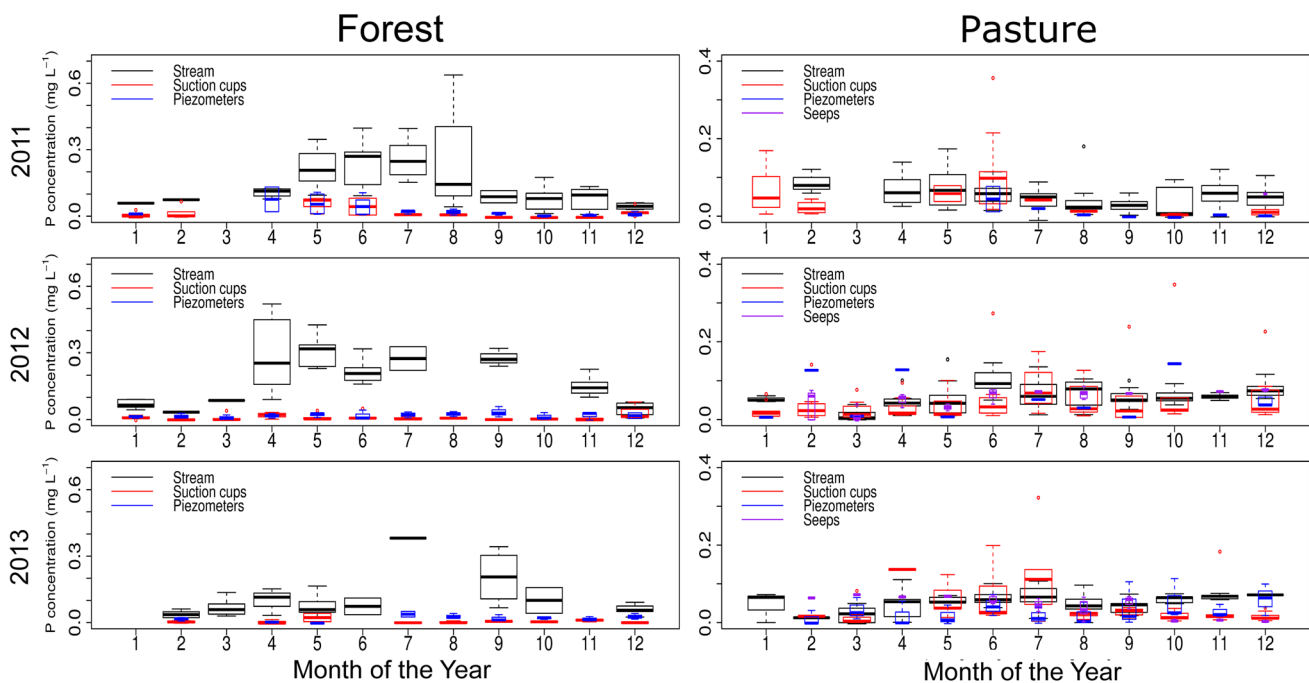 Forest
Pasture
2011
P concentration (mg L⁻¹)
0.0 0.3 0.6
Stream
Suction cups
Piezometers
1 2 3 4 5 6 7 8 9 10 11 12
0.0 0.2 0.4
Stream
Suction cups
Piezometers
Seeps
1 2 3 4 5 6 7 8 9 10 11 12
2012
P concentration (mg L⁻¹)
0.0 0.3 0.6
Stream
Suction cups
Piezometers
1 2 3 4 5 6 7 8 9 10 11 12
0.0 0.2 0.4
Stream
Suction cups
Piezometers
Seeps
1 2 3 4 5 6 7 8 9 10 11 12
2013
P concentration (mg L⁻¹)
0.0 0.3 0.6
Stream
Suction cups
Piezometers
1 2 3 4 5 6 7 8 9 10 11 12
0.0 0.2 0.4
Stream
Suction cups
Piezometers
Seeps
1 2 3 4 5 6 7 8 9 10 11 12
Month of the Year
Month of the Year